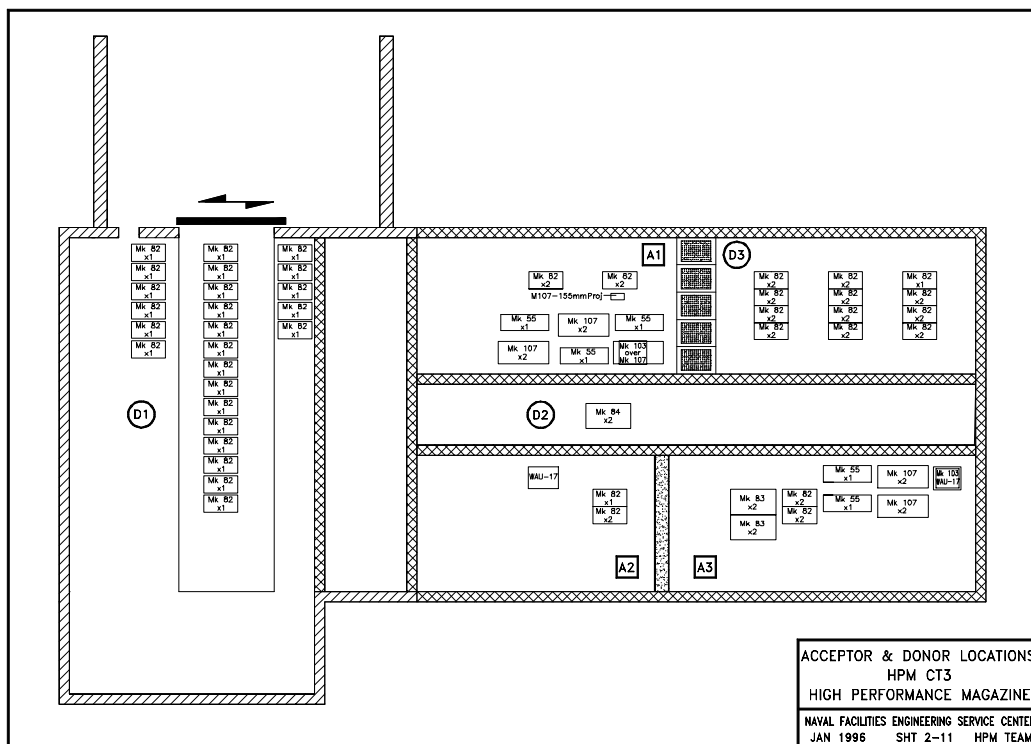 Mk 82
x1
Mk 82
x1
Mk 82
x1
Mk 82
x1
Mk 82
x1
Mk 82
x1
D1
Mk 82
x1
Mk 82
x1
Mk 82
x1
Mk 82
x1
Mk 82
x1
Mk 82
x1
Mk 82
x1
Mk 82
x1
Mk 82
x1
Mk 82
x1
Mk 82
x1
Mk 82
x1
Mk 82
x1
Mk 82
x1
Mk 82
x1
Mk 82
x1
Mk 82
x1
Mk 82
x1
Mk 82
x1
A1
Mk 82
x2
Mk 82
x2
M107-155mmProj
Mk 55
x1
Mk 107
x2
Mk 55
x1
Mk 107
x2
Mk 55
x1
Mk 103
over
Mk 107
D3
Mk 82
x2
Mk 82
x2
Mk 82
x2
Mk 82
x2
Mk 82
x2
Mk 82
x2
Mk 82
x2
Mk 82
x2
Mk 82
x1
Mk 82
x2
Mk 82
x2
Mk 82
x2
D2
Mk 84
x2
WAU-17
Mk 82
x1
Mk 82
x2
A2
A3
Mk 83
x2
Mk 83
x2
Mk 82
x2
Mk 82
x2
Mk 55
x1
Mk 55
x1
Mk 107
x2
Mk 107
x2
Mk 103
WAU-17
ACCEPTOR & DONOR LOCATIONS
HPM CT3
HIGH PERFORMANCE MAGAZINE
NAVAL FACILITIES ENGINEERING SERVICE CENTER
JAN 1996 SHT 2-11 HPM TEAM